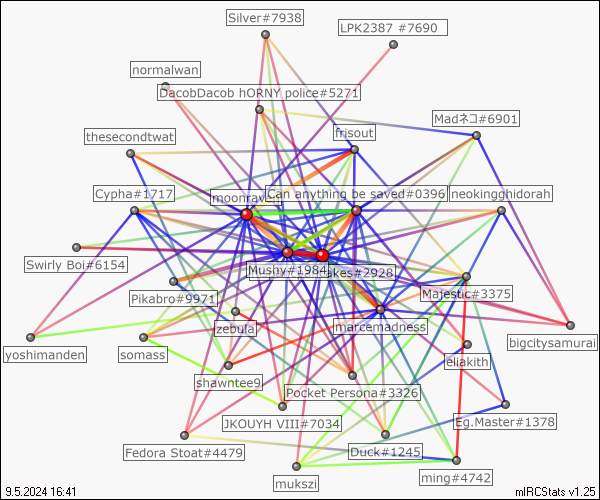 Silver#7938
LPK2387 #7690
normalwan
DacobDacob hORNY police#5271
Madネコ#6901
frisout
thesecondtwat
Cypha#1717
Can anything be saved#0396
neokingghidorah
Swirly Boi#6154
Mushy#1984
Majestic#3375
Pikabro#9971
zebula
marcemadness
bigcitysamurai
yoshimanden
somass
eliakith
shawntee9
Pocket Persona#3326
JKOUYH VIII#7034
Eg.Master#1378
Fedora Stoat#4479
Duck#1245
ming#4742
mukszi
9.5.2024 16:41
mIRCStats v1.25